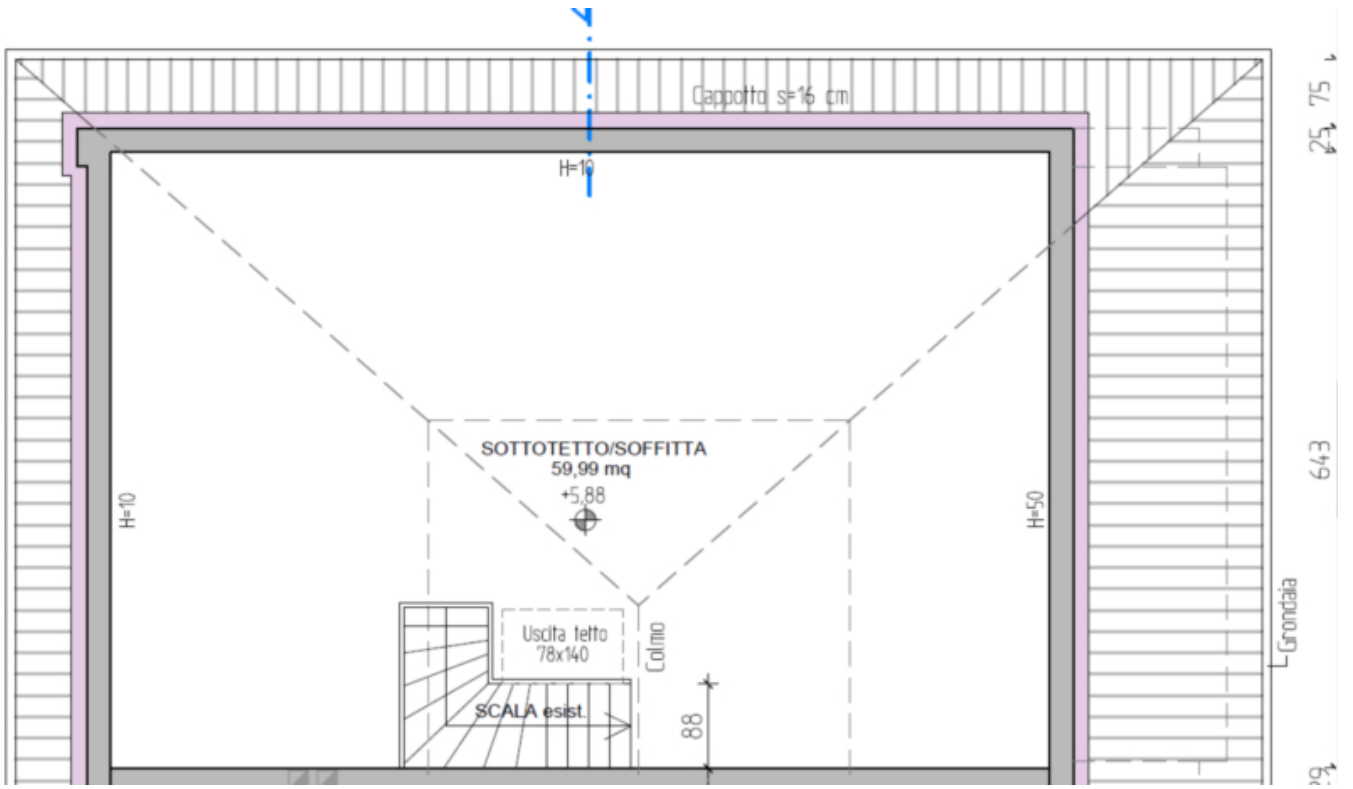 Cappotto s=16 cm
75
25
H=10
SOTTOTETTO/SOFFITTA
59,99 mq
+5,88
H=10
H=50
643
Uscita tetto
78x140
Colmo
Grondaia
SCALA esist.
88